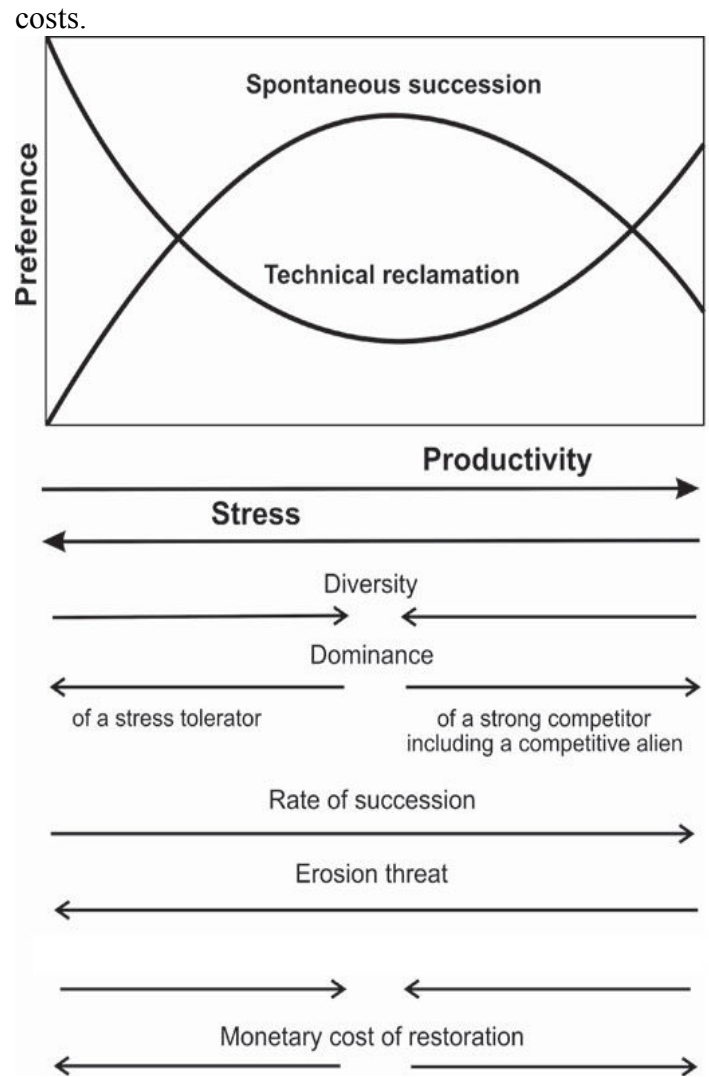 costs.
Spontaneous succession
Preference
Technical reclamation
Productivity
Stress
Diversity
Dominance
of a stress tolerator
of a strong competitor
including a competitive alien
Rate of succession
Erosion threat
Monetary cost of restoration